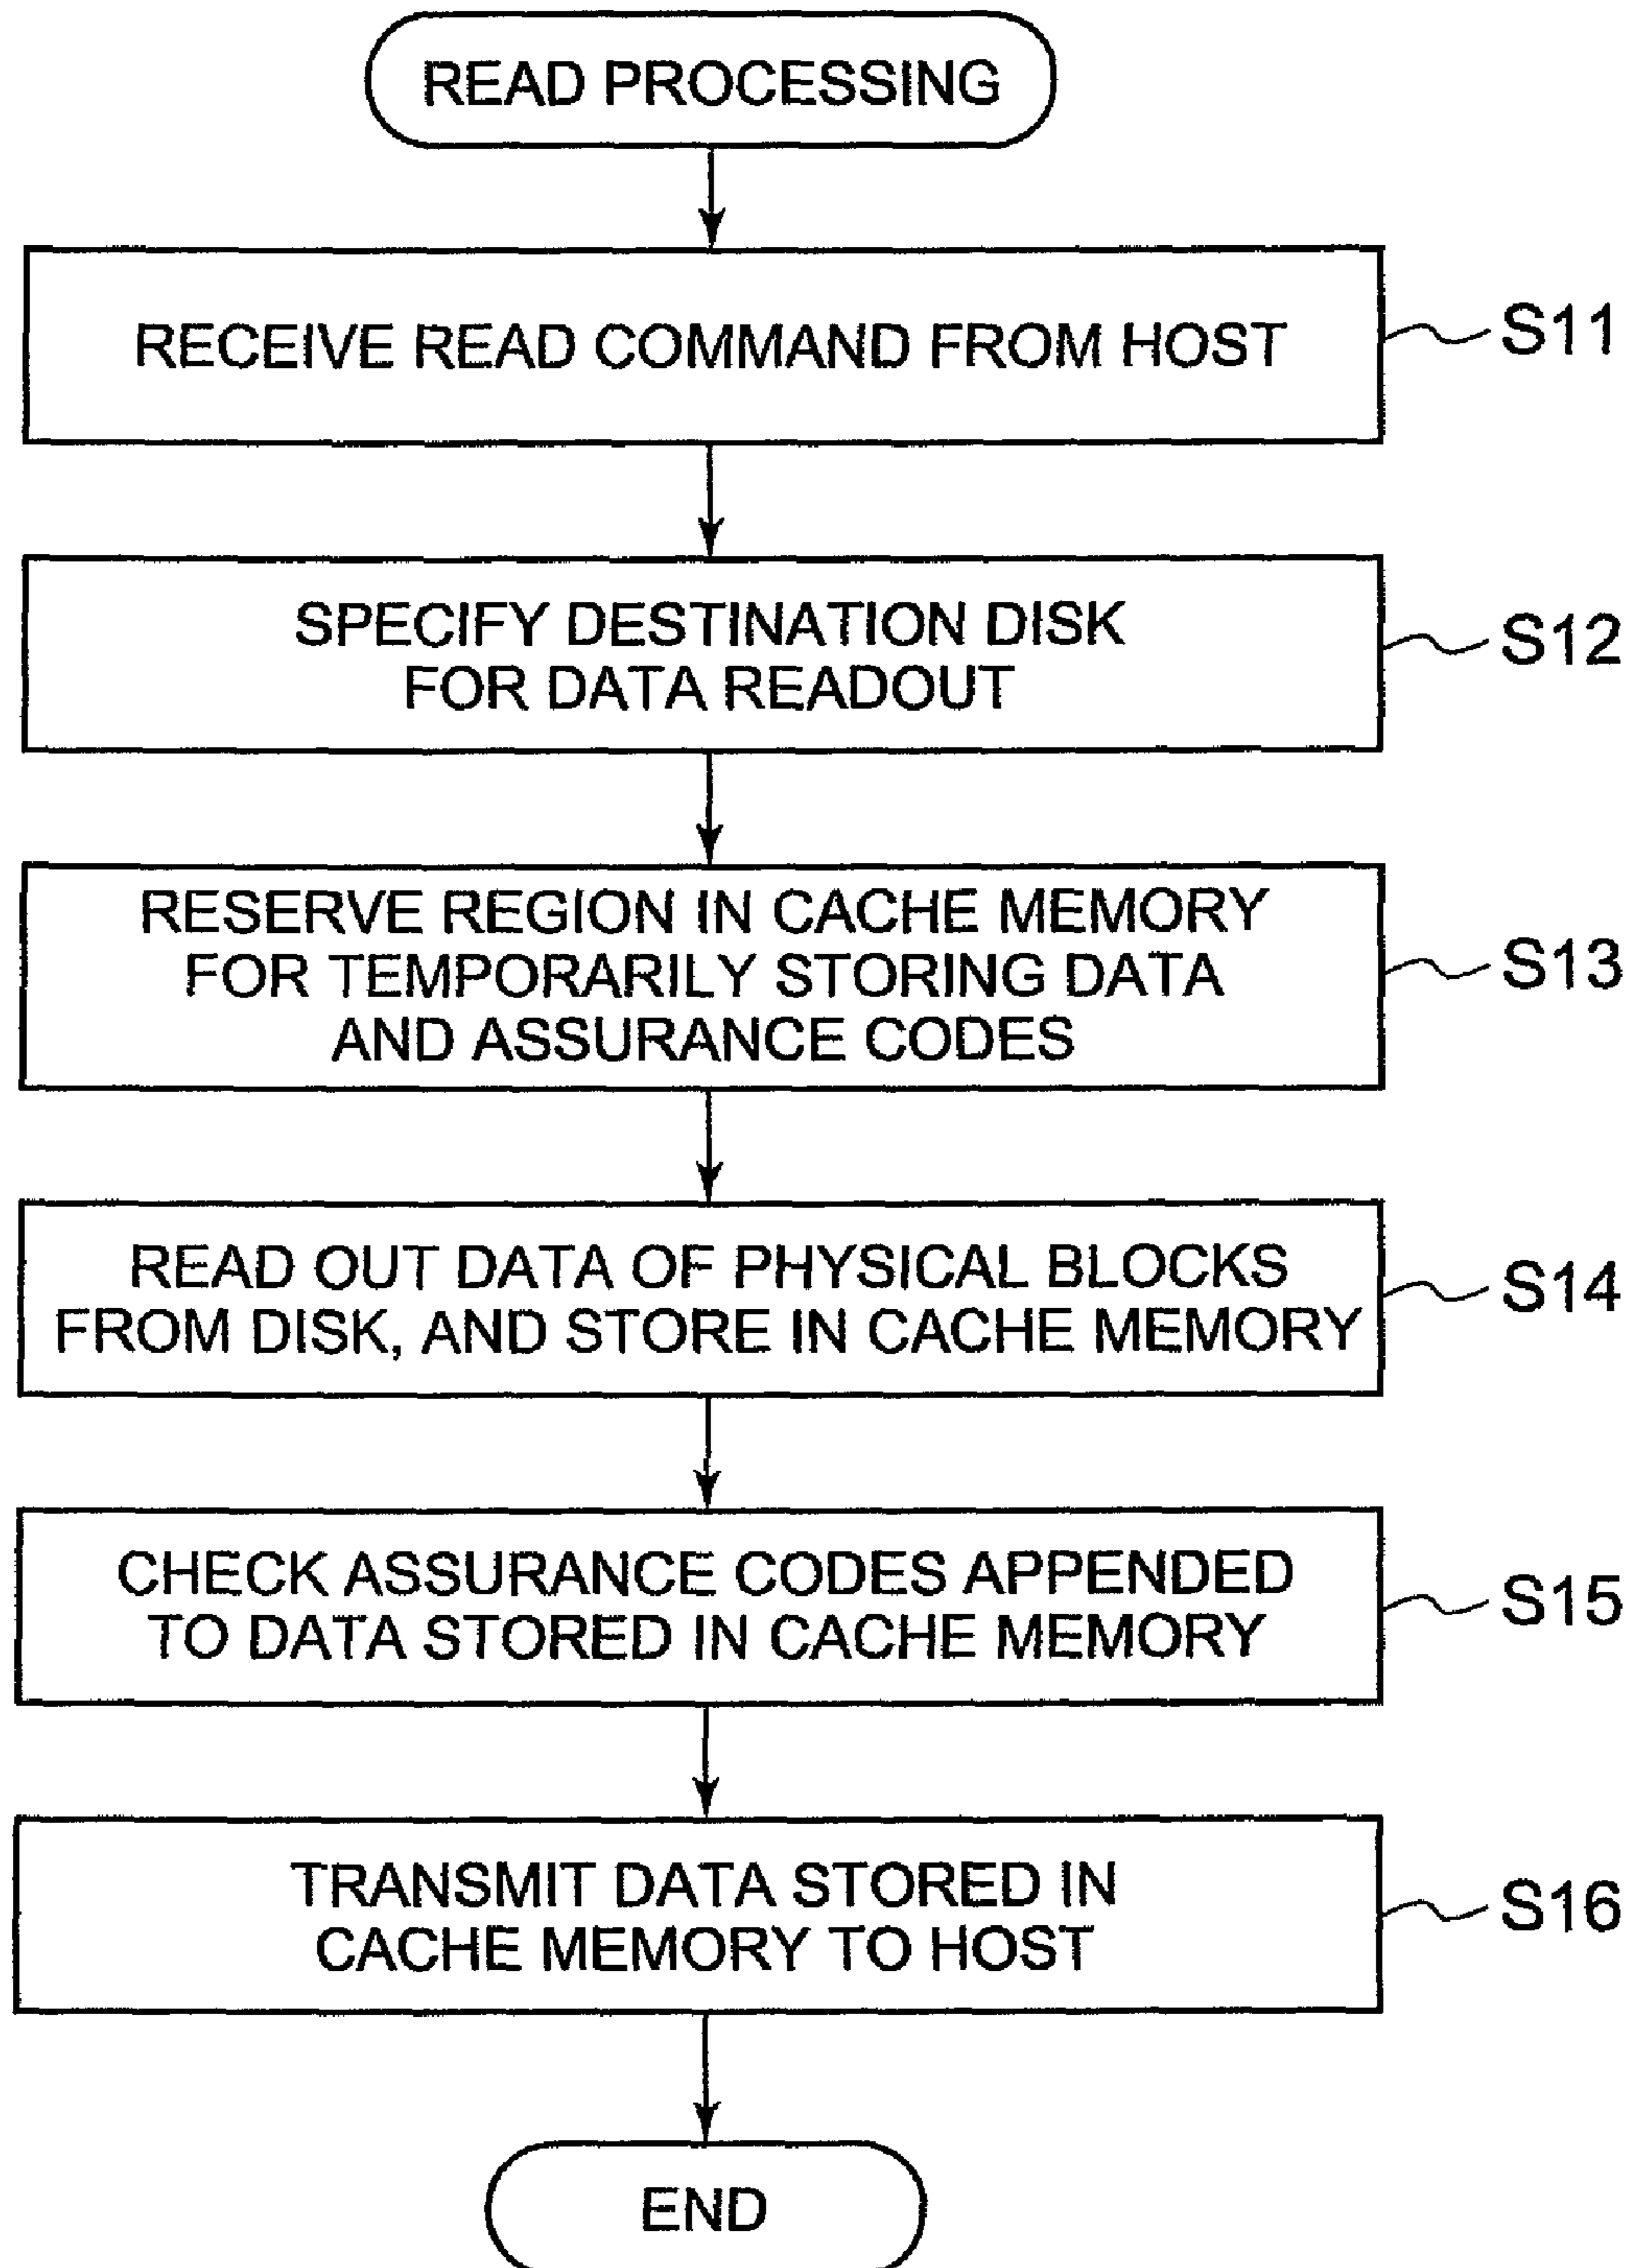 READ PROCESSING
RECEIVE READ COMMAND FROM HOST
S11
SPECIFY DESTINATION DISK
FOR DATA READOUT
S12
RESERVE REGION IN CACHE MEMORY
FOR TEMPORARILY STORING DATA
AND ASSURANCE CODES
S13
READ OUT DATA OF PHYSICAL BLOCKS
FROM DISK, AND STORE IN CACHE MEMORY
S14
CHECK ASSURANCE CODES APPENDED
TO DATA STORED IN CACHE MEMORY
S15
TRANSMIT DATA STORED IN
CACHE MEMORY TO HOST
S16
END